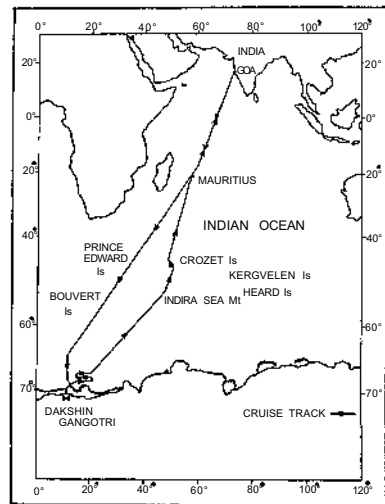 0° 20° 40° 60° 80° 100° 120°
INDIA
20° GOA 20°
0° 0°
20° MAURITIUS 20°
INDIAN OCEAN
40° PRINCE 40°
EDWARD
Is
CROZET Is
KERGVELEN Is
BOUVERT
Is
INDIRA SEA Mt
HEARD Is
60° 60°
70° 70°
DAKSHIN
GANGOTRI
CRUISE TRACK
0° 20° 40° 60° 80° 100° 120°